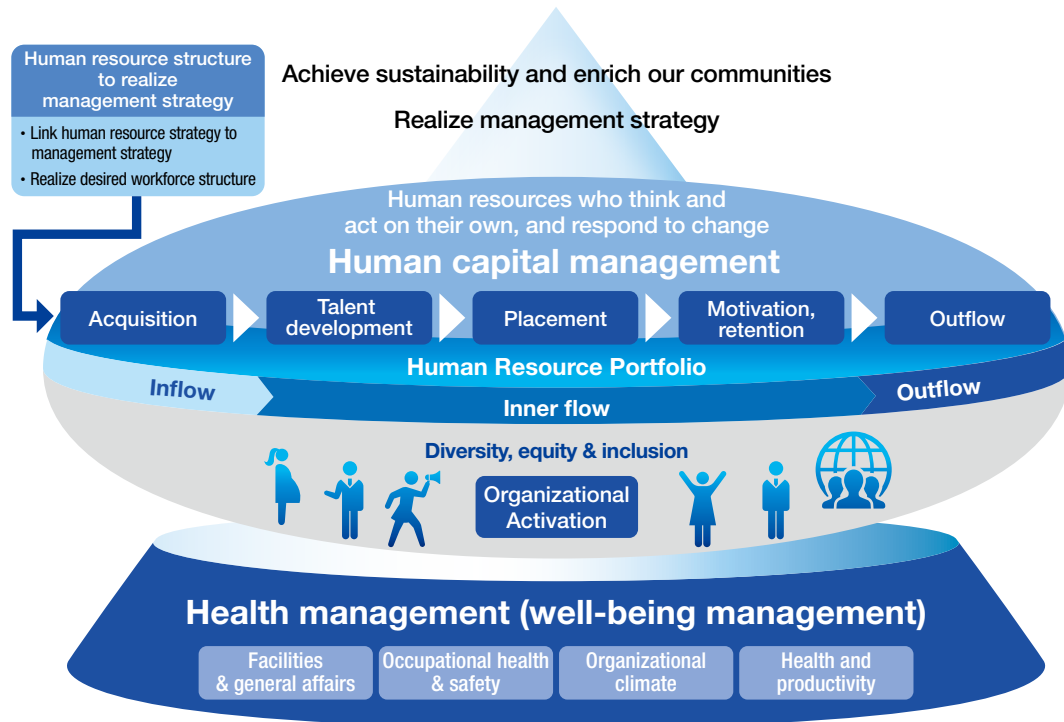 Human resource structure
to realize
management strategy
• Link human resource strategy to
management strategy
• Realize desired workforce structure
Achieve sustainability and enrich our communities
Realize management strategy
Human resources who think and
act on their own, and respond to change
Human capital management
Acquisition
Talent
development
Placement
Motivation,
retention
Outflow
Human Resource Portfolio
Inflow
Inner flow
Outflow
Diversity, equity & inclusion
Organizational
Activation
Health management (well-being management)
Facilities
& general affairs
Occupational health
& safety
Organizational
climate
Health and
productivity